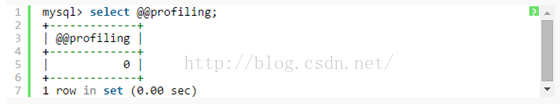 1 mysql> select @@profiling;
2 +-------------+
3 | @@profiling |
4 +-------------+
5 |           0 |
6 +-------------+
7 1 row in set (0.00 sec)
http://blog.csdn.net/
?